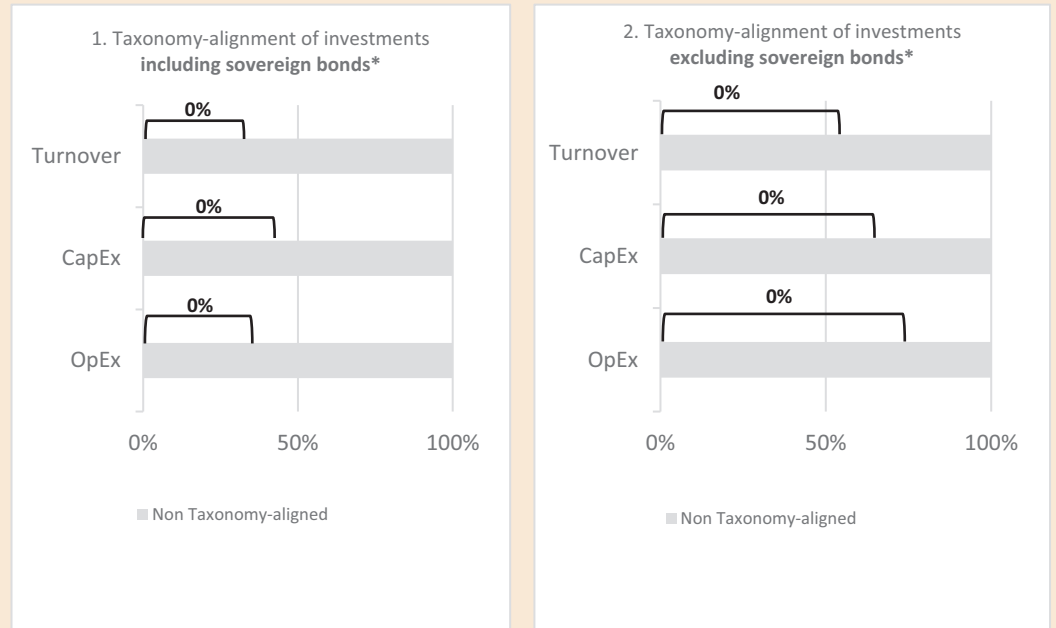 1. Taxonomy-alignment of investments
including sovereign bonds*
0%
Turnover
0%
CapEx
0%
OpEx
0% 50% 100%
Non Taxonomy-aligned
2. Taxonomy-alignment of investments
excluding sovereign bonds*
0%
Turnover
0%
CapEx
0%
OpEx
0% 50% 100%
Non Taxonomy-aligned